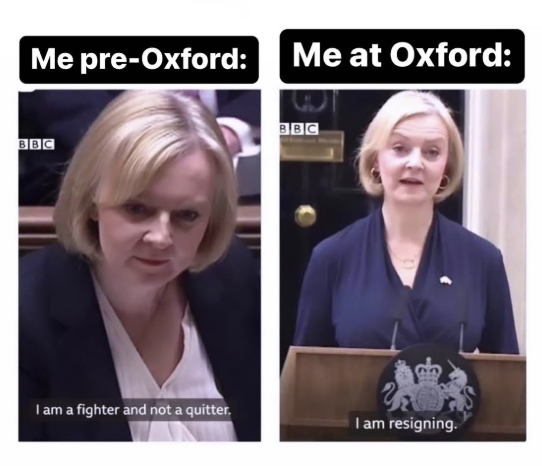 Me pre-Oxford:
Me at Oxford:
BBC
BBC
I am a fighter and not a quitter.
I am resigning.